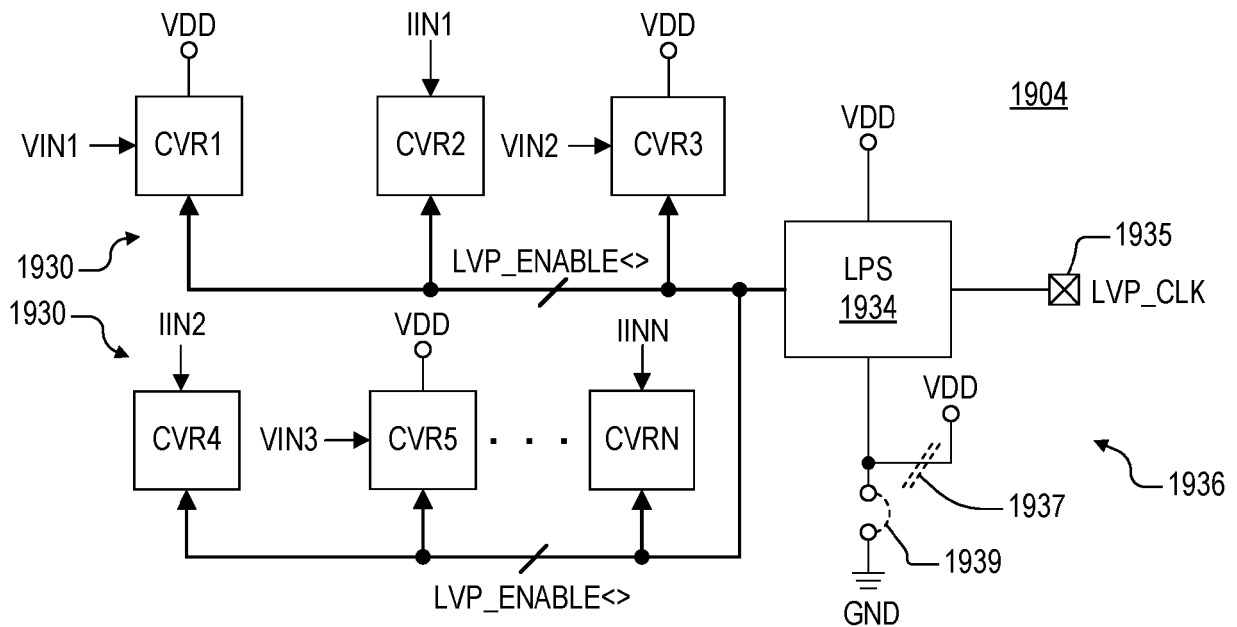 VDD
IIN1
VDD
1904
VIN1
CVR1
CVR2
VIN2
CVR3
VDD
1930
LVP_ENABLE<>
LPS
1934
1935
LVP_CLK
1930
IIN2
VDD
IINN
VDD
CVR4
VIN3
CVR5
. . .
CVRN
1937
1936
1939
LVP_ENABLE<>
GND